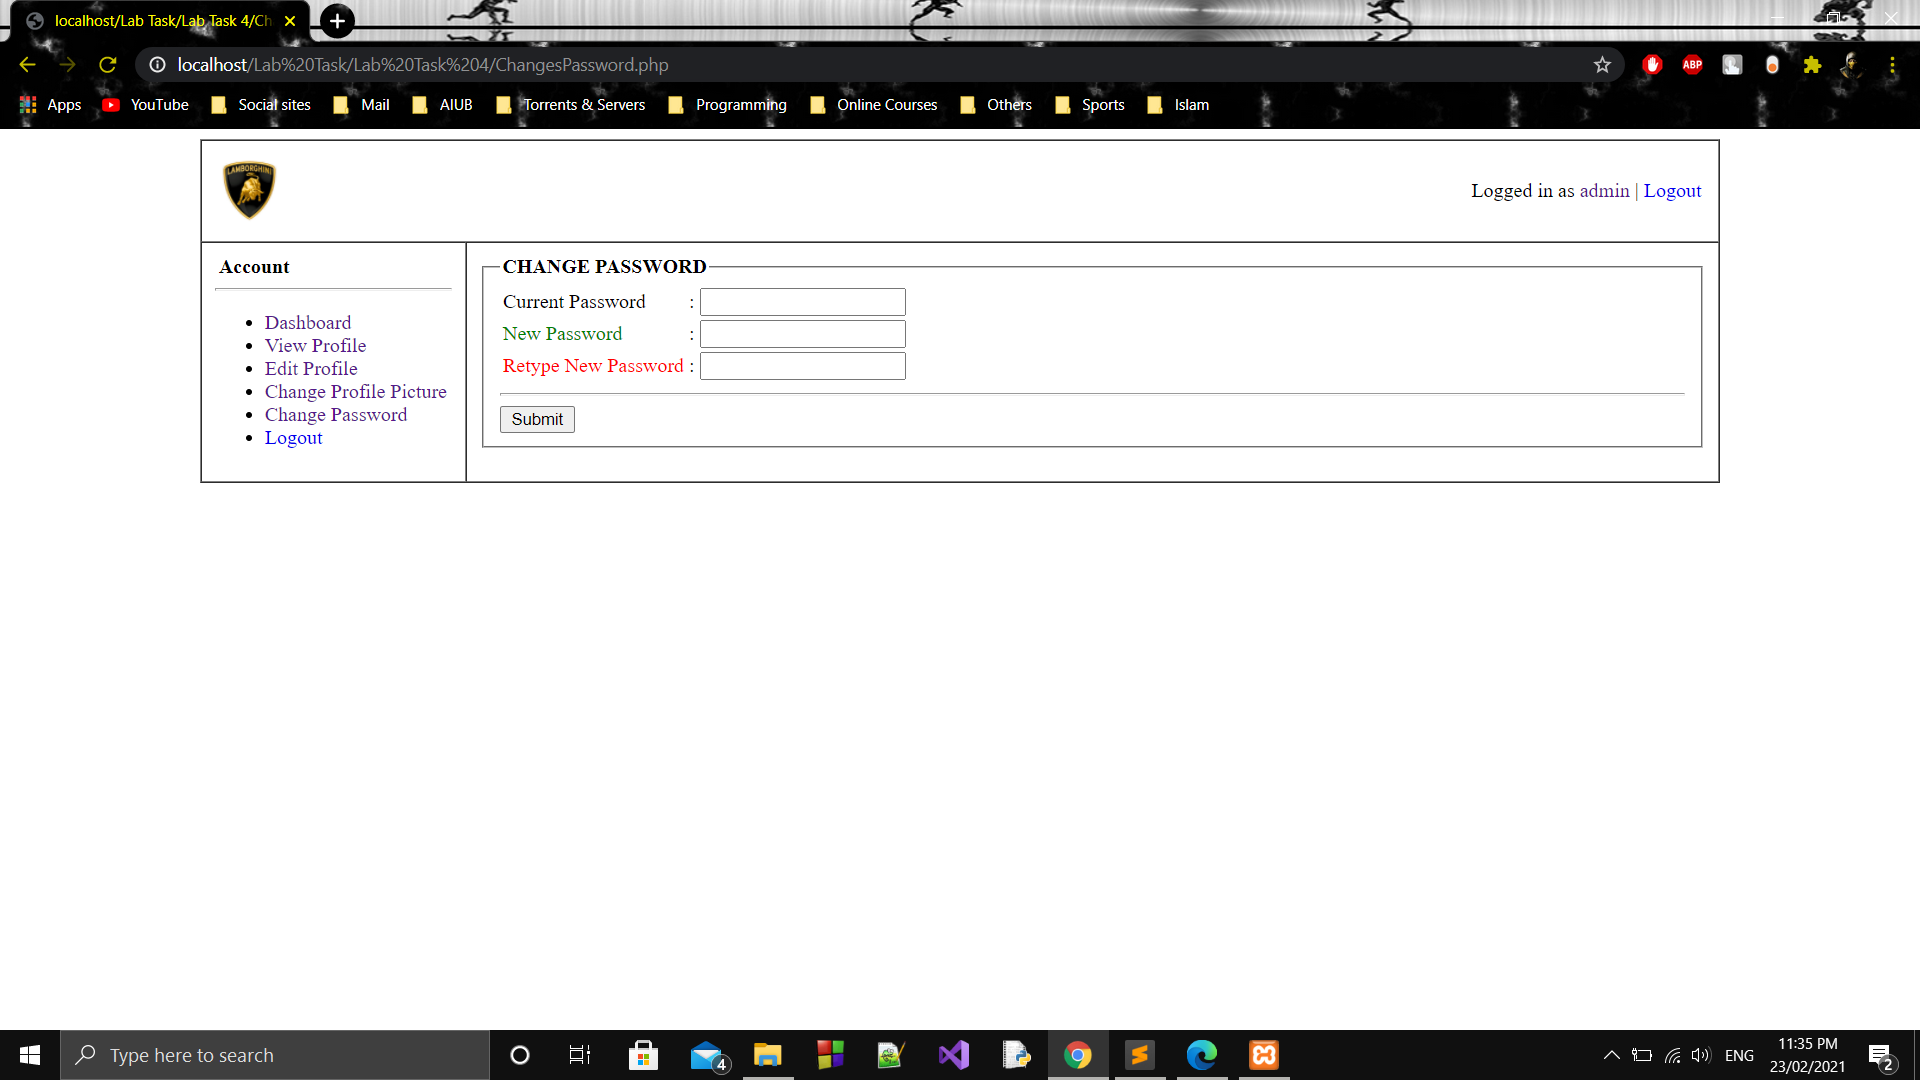 localhost/Lab Task/Lab Task 4/Ch
localhost/Lab%20Task/Lab%20Task%204/ChangesPassword.php
ABP
Apps YouTube Social sites Mail AIUB Torrents & Servers Programming Online Courses Others Sports Islam
LAMBORGHINI
Logged in as admin | Logout
Account
Dashboard
View Profile
Edit Profile
Change Profile Picture
Change Password
Logout
CHANGE PASSWORD
Current Password :
New Password :
Retype New Password :
Submit
Type here to search
4
ENG
11:35 PM
23/02/2021
2